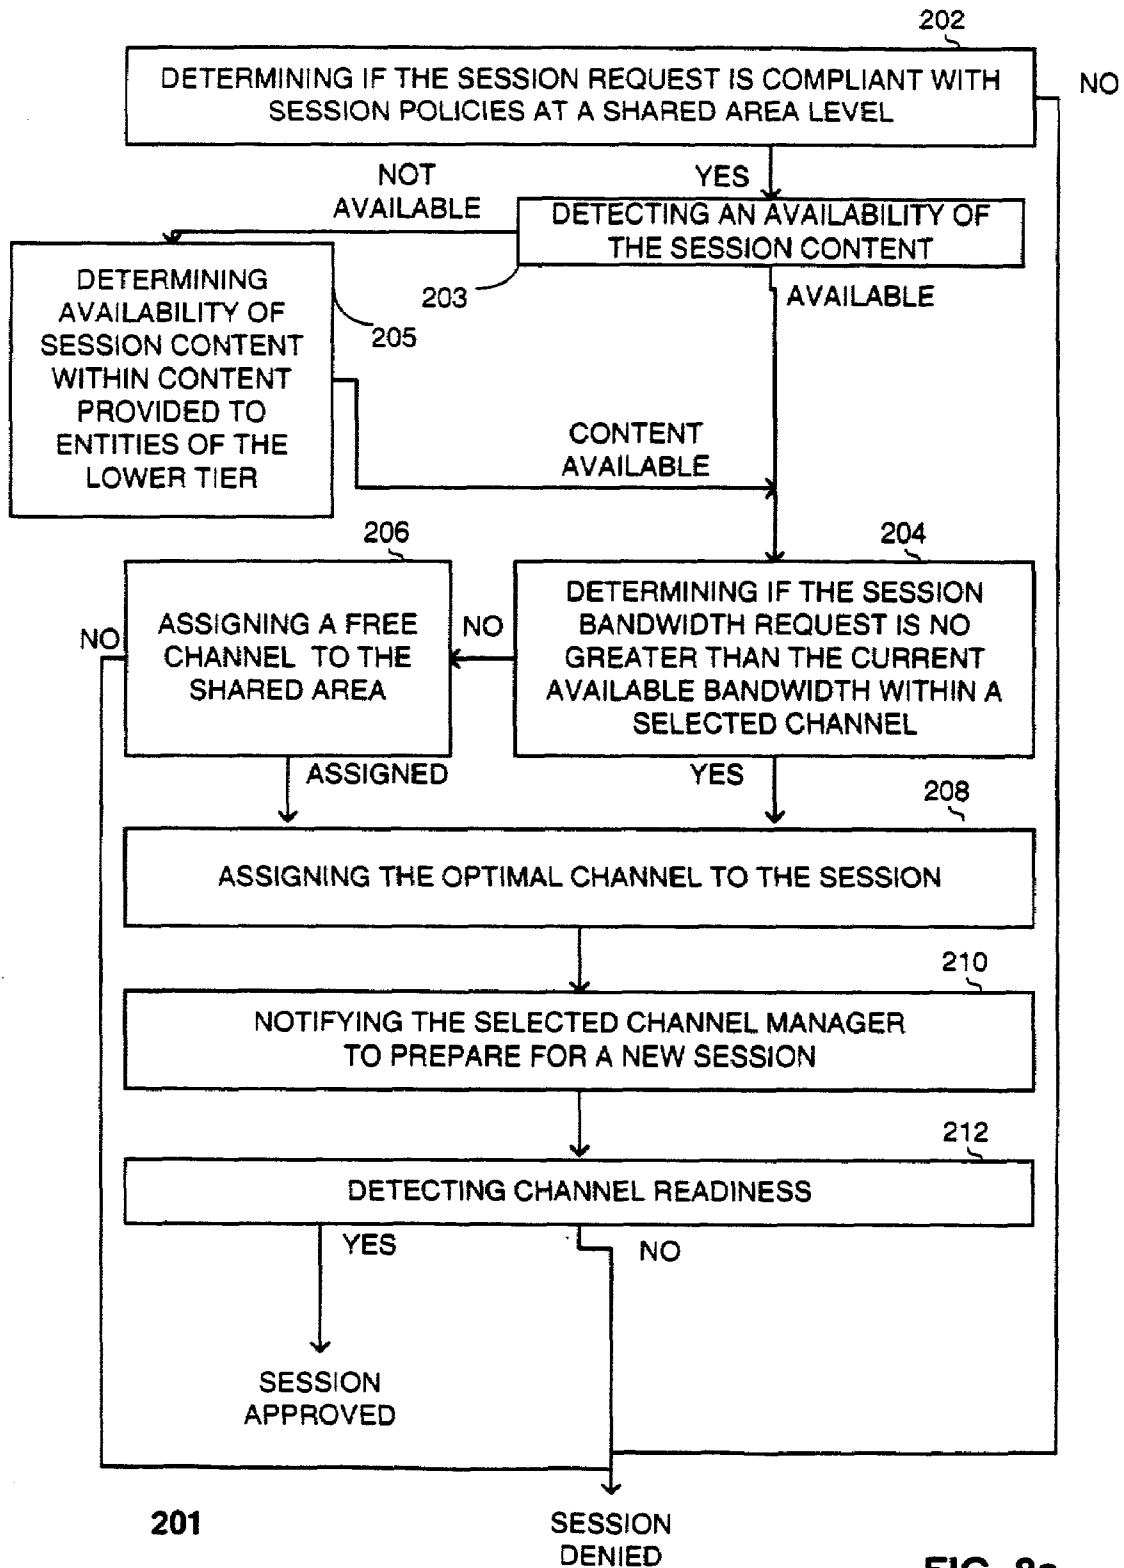 202
DETERMINING IF THE SESSION REQUEST IS COMPLIANT WITH
SESSION POLICIES AT A SHARED AREA LEVEL
NO
NOT
AVAILABLE
YES
DETECTING AN AVAILABILITY OF
THE SESSION CONTENT
203
AVAILABLE
DETERMINING
AVAILABILITY OF
SESSION CONTENT
WITHIN CONTENT
PROVIDED TO
ENTITIES OF THE
LOWER TIER
205
CONTENT
AVAILABLE
206
204
NO
ASSIGNING A FREE
CHANNEL TO THE
SHARED AREA
NO
DETERMINING IF THE SESSION
BANDWIDTH REQUEST IS NO
GREATER THAN THE CURRENT
AVAILABLE BANDWIDTH WITHIN A
SELECTED CHANNEL
ASSIGNED
YES
208
ASSIGNING THE OPTIMAL CHANNEL TO THE SESSION
210
NOTIFYING THE SELECTED CHANNEL MANAGER
TO PREPARE FOR A NEW SESSION
212
DETECTING CHANNEL READINESS
YES
NO
SESSION
APPROVED
201
SESSION
DENIED
FIG. 8a